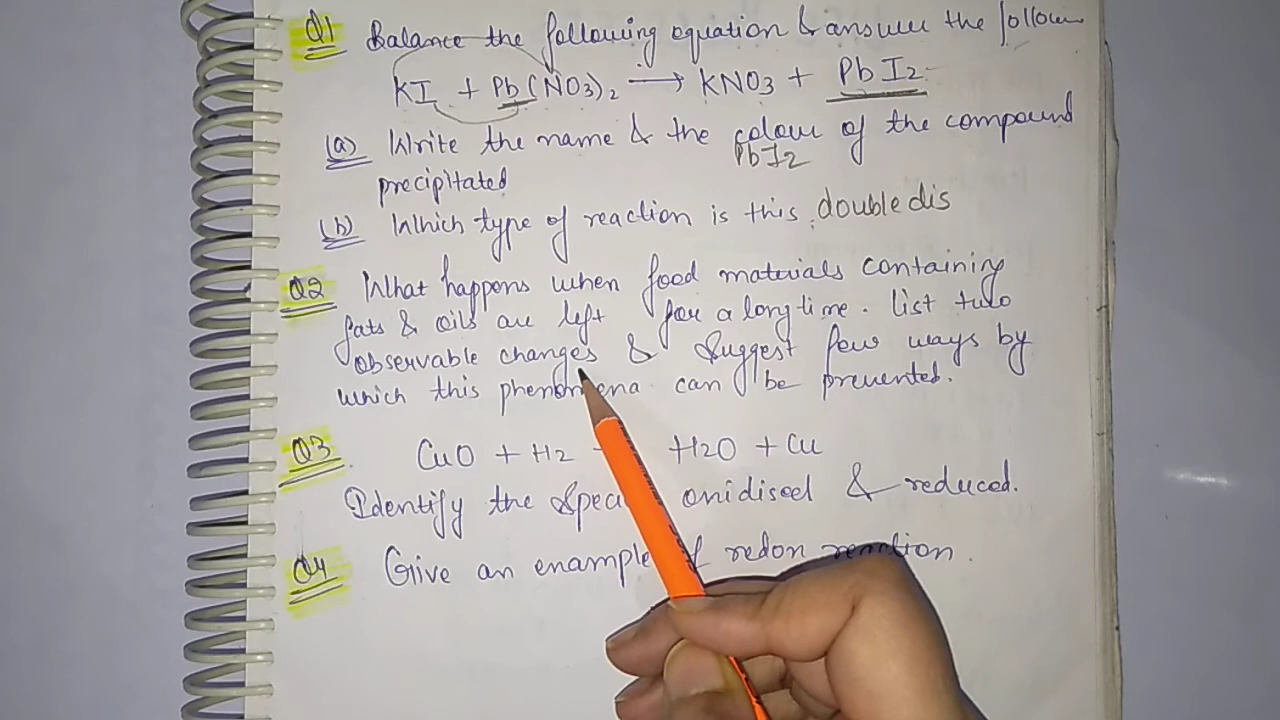 Q1 Balance the following equation & answer the follow
KI + Pb(NO3)2 → KNO3 + PbI2
(a) Write the name & the colour of the compound
PbI2
precipitated
(b) Which type of reaction is this. double dis
Q2 What happens when food materials containing
fats & oils are left for a long time. List two
observable changes & suggest few ways by
which this phenomena can be prevented.
Q3 CuO + H2 H2O + Cu
Identify the oxidised & reduced.
Q4 Give an example redox reaction.